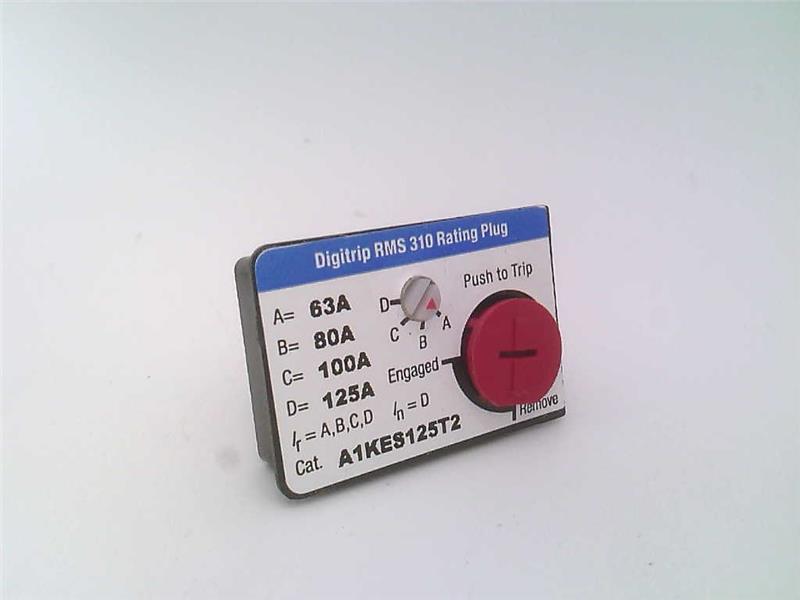 Digitrip RMS 310 Rating Plug
A= 63A
B= 80A
C= 100A
D= 125A
Ir = A,B,C,D In = D
Cat. A1KES125T2
D
C
B
A
Push to Trip
Engaged
Remove